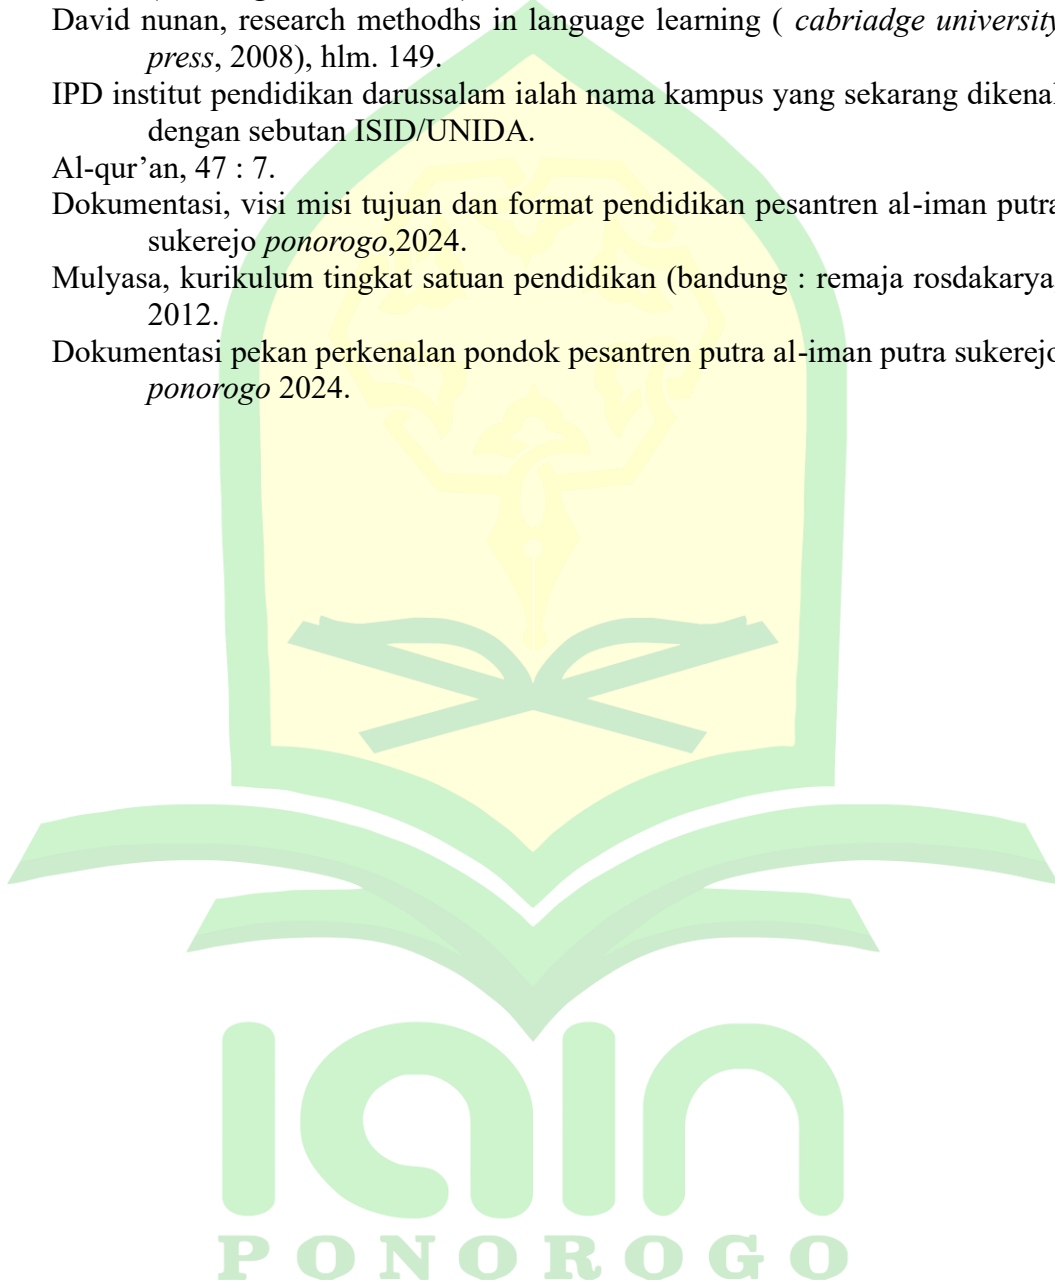 David nunan, research methodhs in language learning ( cabriadge university
press, 2008), hlm. 149.
IPD institut pendidikan darussalam ialah nama kampus yang sekarang dikenal
dengan sebutan ISID/UNIDA.
Al-qur’an, 47 : 7.
Dokumentasi, visi misi tujuan dan format pendidikan pesantren al-iman putra
sukerejo ponorogo,2024.
Mulyasa, kurikulum tingkat satuan pendidikan (bandung : remaja rosdakarya
2012.
Dokumentasi pekan perkenalan pondok pesantren putra al-iman putra sukerejo
ponorogo 2024.
iain
PONOROGO